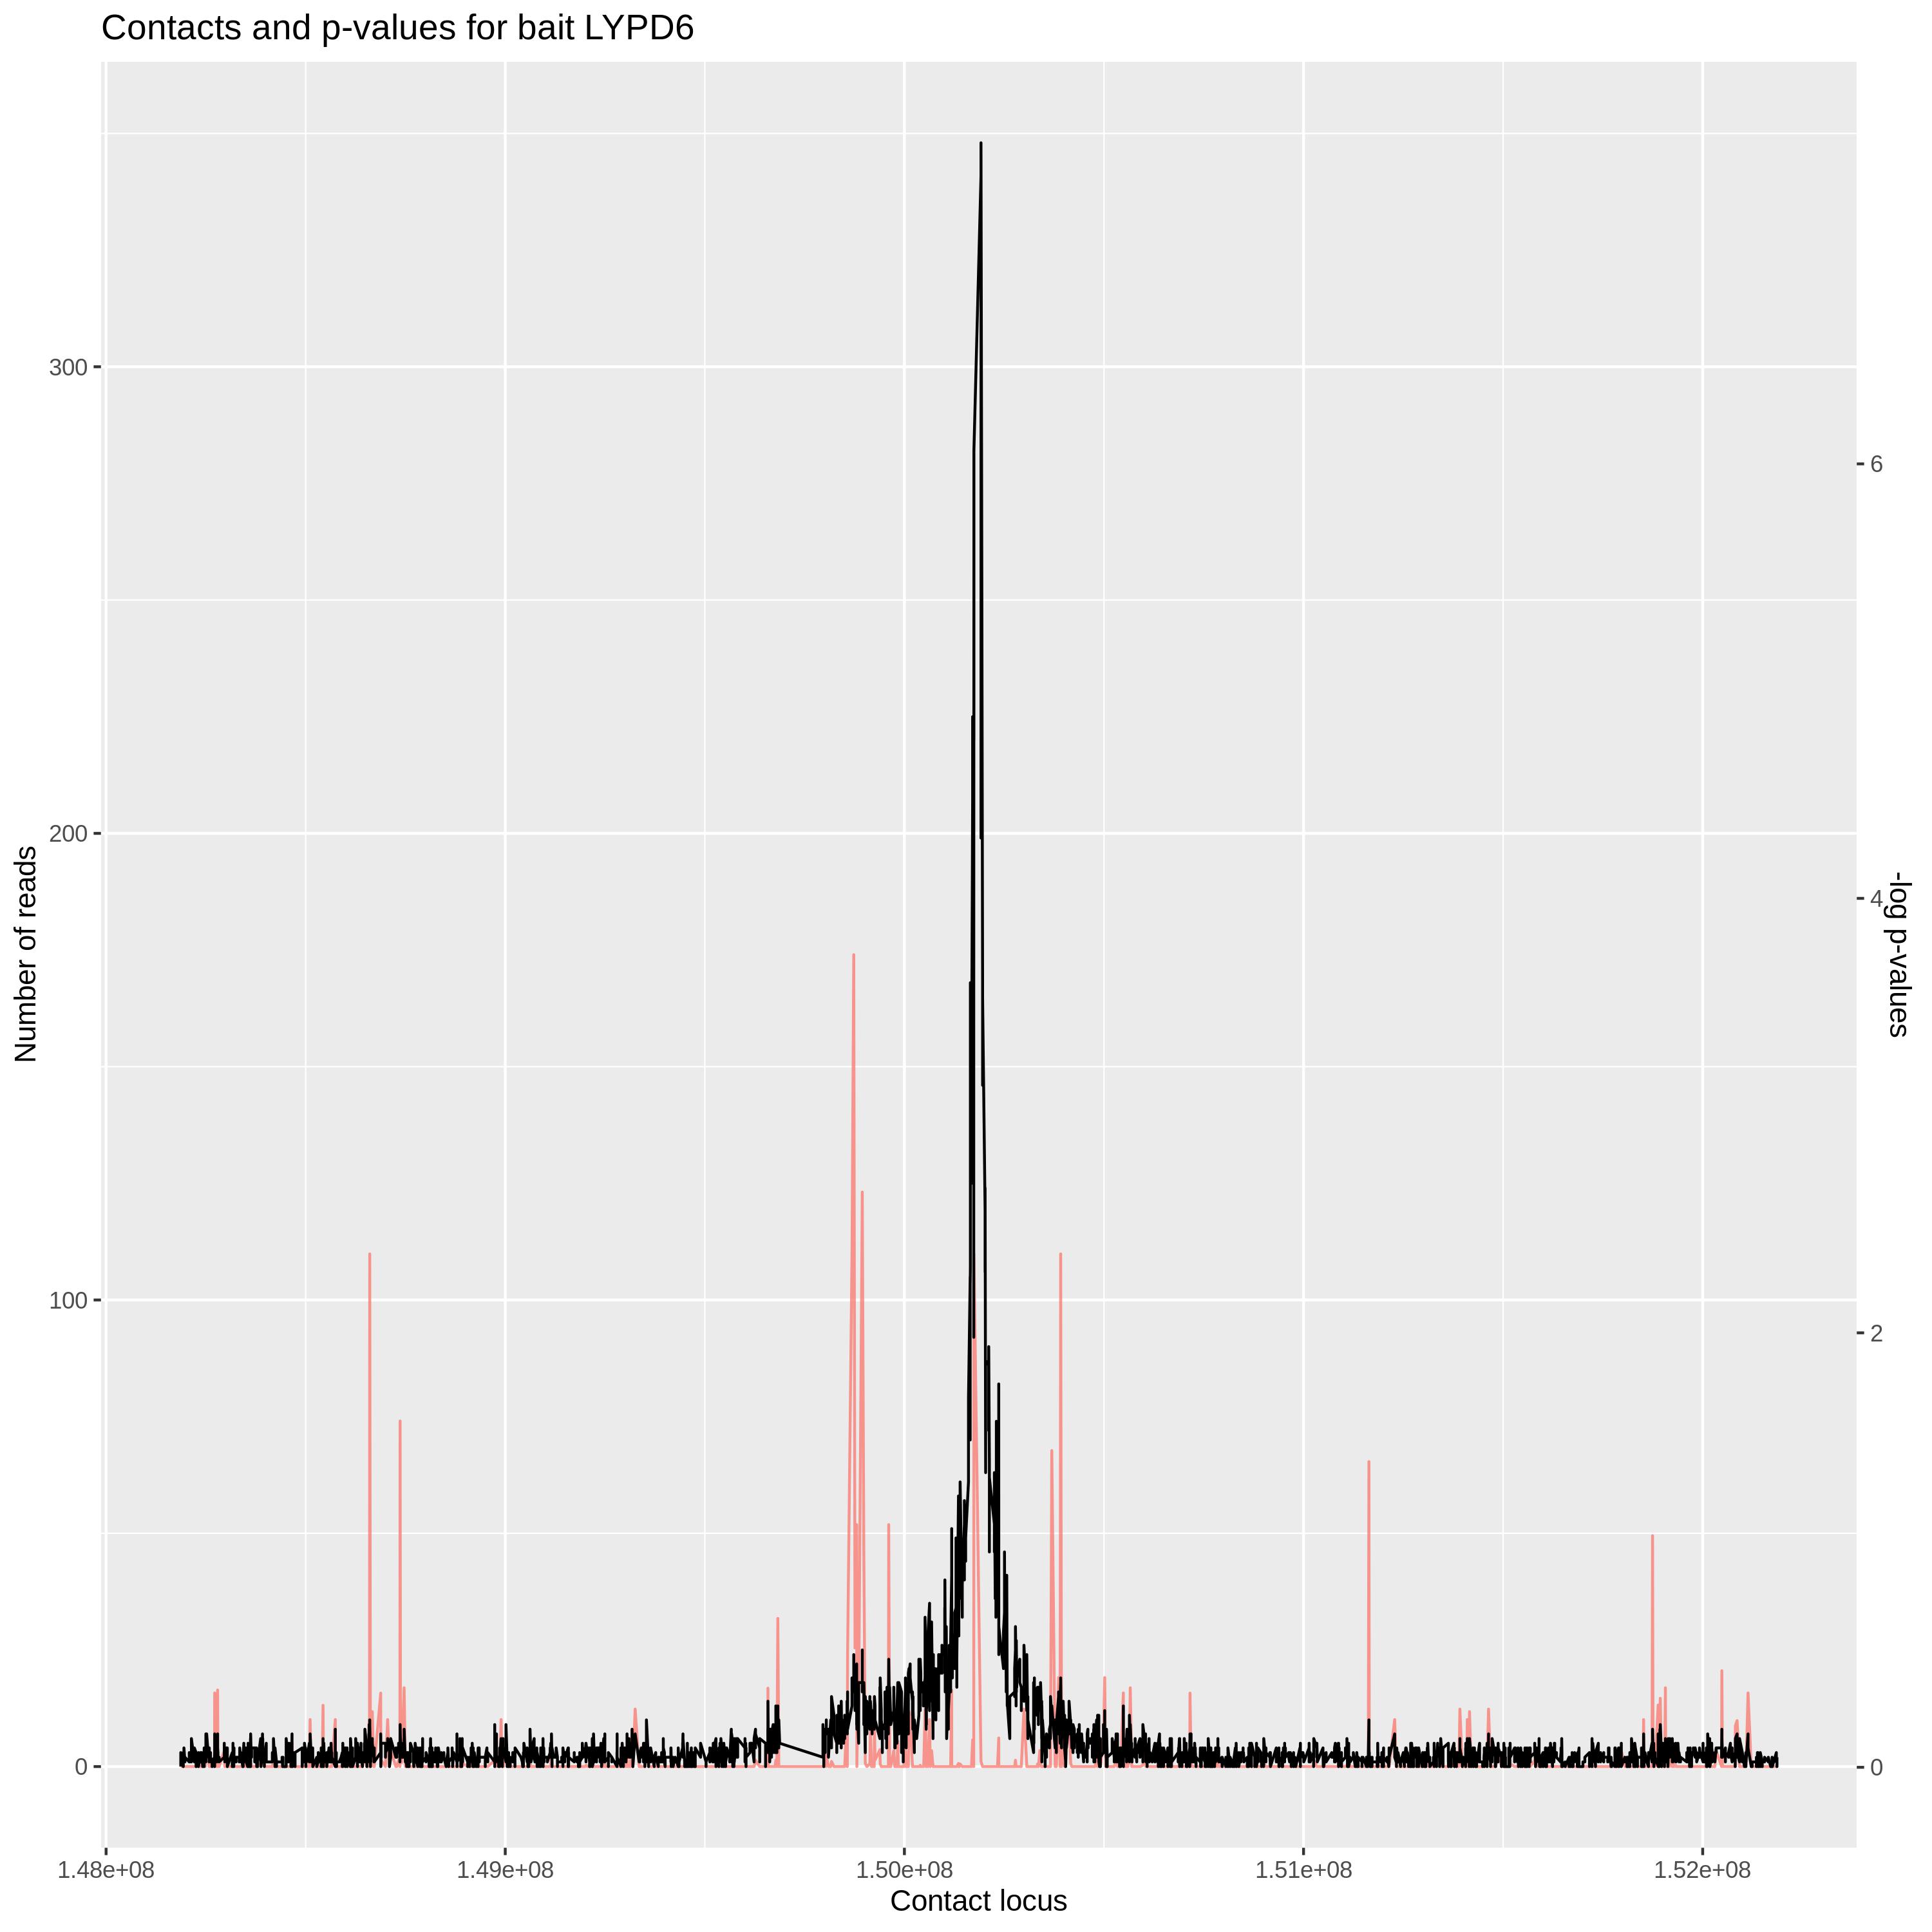 Contacts and p-values for bait LYPD6
300
200
100
0
Number of reads
6
4
2
0
-log p-values
1.48e+08
1.49e+08
1.50e+08
1.51e+08
1.52e+08
Contact locus